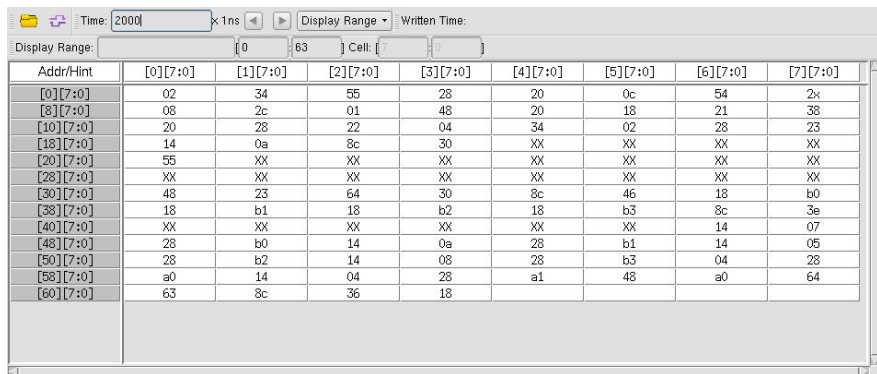 Time: 2000 x 1ns Display Range Written Time:
Display Range: [ 0 : 63 ] Cell: [ 7 : 0 ]
Addr/Hint [0][7:0] [1][7:0] [2][7:0] [3][7:0] [4][7:0] [5][7:0] [6][7:0] [7][7:0]
[0][7:0] 02 34 55 28 20 0c 54 2x
[8][7:0] 08 2c 01 48 20 18 21 38
[10][7:0] 20 28 22 04 34 02 28 23
[18][7:0] 14 0a 8c 30 XX XX XX XX
[20][7:0] 55 XX XX XX XX XX XX XX
[28][7:0] XX XX XX XX XX XX XX XX
[30][7:0] 48 23 64 30 8c 46 18 b0
[38][7:0] 18 b1 18 b2 18 b3 8c 3e
[40][7:0] XX XX XX XX XX XX 14 07
[48][7:0] 28 b0 14 0a 28 b1 14 05
[50][7:0] 28 b2 14 08 28 b3 04 28
[58][7:0] a0 14 04 28 a1 48 a0 64
[60][7:0] 63 8c 36 18